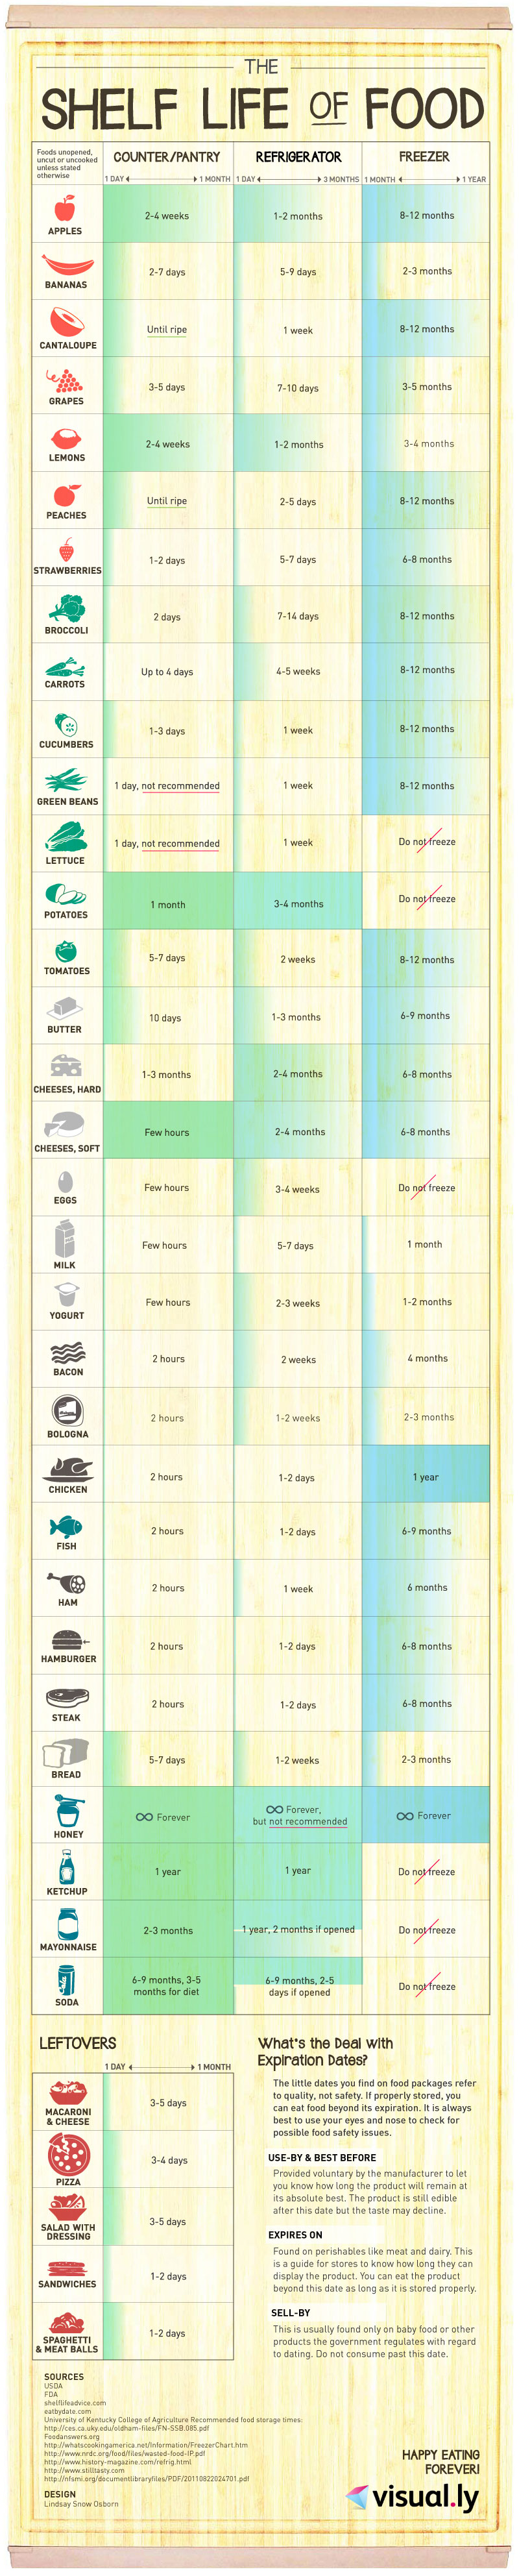 THE
SHELF LIFE OF FOOD
Foods unopened,
uncut or uncooked
unless stated
otherwise
COUNTER/PANTRY
REFRIGERATOR
FREEZER
1 DAY
1 MONTH
1 DAY
3 MONTHS
1 MONTH
1 YEAR
APPLES
2-4 weeks
1-2 months
8-12 months
BANANAS
2-7 days
5-9 days
2-3 months
CANTALOUPE
Until ripe
1 week
8-12 months
GRAPES
3-5 days
7-10 days
3-5 months
LEMONS
2-4 weeks
1-2 months
3-4 months
PEACHES
Until ripe
2-5 days
8-12 months
STRAWBERRIES
1-2 days
5-7 days
6-8 months
BROCCOLI
2 days
7-14 days
8-12 months
CARROTS
Up to 4 days
4-5 weeks
8-12 months
CUCUMBERS
1-3 days
1 week
8-12 months
GREEN BEANS
1 day, not recommended
1 week
8-12 months
LETTUCE
1 day, not recommended
1 week
Do not freeze
POTATOES
1 month
3-4 months
Do not freeze
TOMATOES
5-7 days
2 weeks
8-12 months
BUTTER
10 days
1-3 months
6-9 months
CHEESES, HARD
1-3 months
2-4 months
6-8 months
CHEESES, SOFT
Few hours
2-4 months
6-8 months
EGGS
Few hours
3-4 weeks
Do not freeze
MILK
Few hours
5-7 days
1 month
YOGURT
Few hours
2-3 weeks
1-2 months
BACON
2 hours
2 weeks
4 months
BOLOGNA
2 hours
1-2 weeks
2-3 months
CHICKEN
2 hours
1-2 days
1 year
FISH
2 hours
1-2 days
6-9 months
HAM
2 hours
1 week
6 months
HAMBURGER
2 hours
1-2 days
6-8 months
STEAK
2 hours
1-2 days
6-8 months
BREAD
5-7 days
1-2 weeks
2-3 months
HONEY
∞ Forever
∞ Forever,
but not recommended
∞ Forever
KETCHUP
1 year
1 year
Do not freeze
MAYONNAISE
2-3 months
1 year, 2 months if opened
Do not freeze
SODA
6-9 months, 3-5
months for diet
6-9 months, 2-5
days if opened
Do not freeze
LEFTOVERS
1 DAY
1 MONTH
MACARONI
& CHEESE
3-5 days
PIZZA
3-4 days
SALAD WITH
DRESSING
3-5 days
SANDWICHES
1-2 days
SPAGHETTI
& MEAT BALLS
1-2 days
What's the Deal with
Expiration Dates?
The little dates you find on food packages refer
to quality, not safety. If properly stored, you
can eat food beyond its expiration. It is always
best to use your eyes and nose to check for
possible food safety issues.
USE-BY & BEST BEFORE
Provided voluntary by the manufacturer to let
you know how long the product will remain at
its absolute best. The product is still edible
after this date but the taste may decline.
EXPIRES ON
Found on perishables like meat and dairy. This
is a guide for stores to know how long they can
display the product. You can eat the product
beyond this date as long as it is stored properly.
SELL-BY
This is usually found only on baby food or other
products the government regulates with regard
to dating. Do not consume past this date.
SOURCES
USDA
FDA
shelflifeadvice.com
eatbydate.com
University of Kentucky College of Agriculture Recommended food storage times:
http://ces.ca.uky.edu/oldham-files/FN-SSB.085.pdf
Foodanswers.org
http://whatscookingamerica.net/Information/FreezerChart.htm
http://www.nrdc.org/food/files/wasted-food-IP.pdf
http://www.history-magazine.com/refrig.html
http://www.stilltasty.com
http://nfsmi.org/documentlibraryfiles/PDF/20110822024701.pdf
DESIGN
Lindsay Snow Osborn
HAPPY EATING
FOREVER!
visual.ly